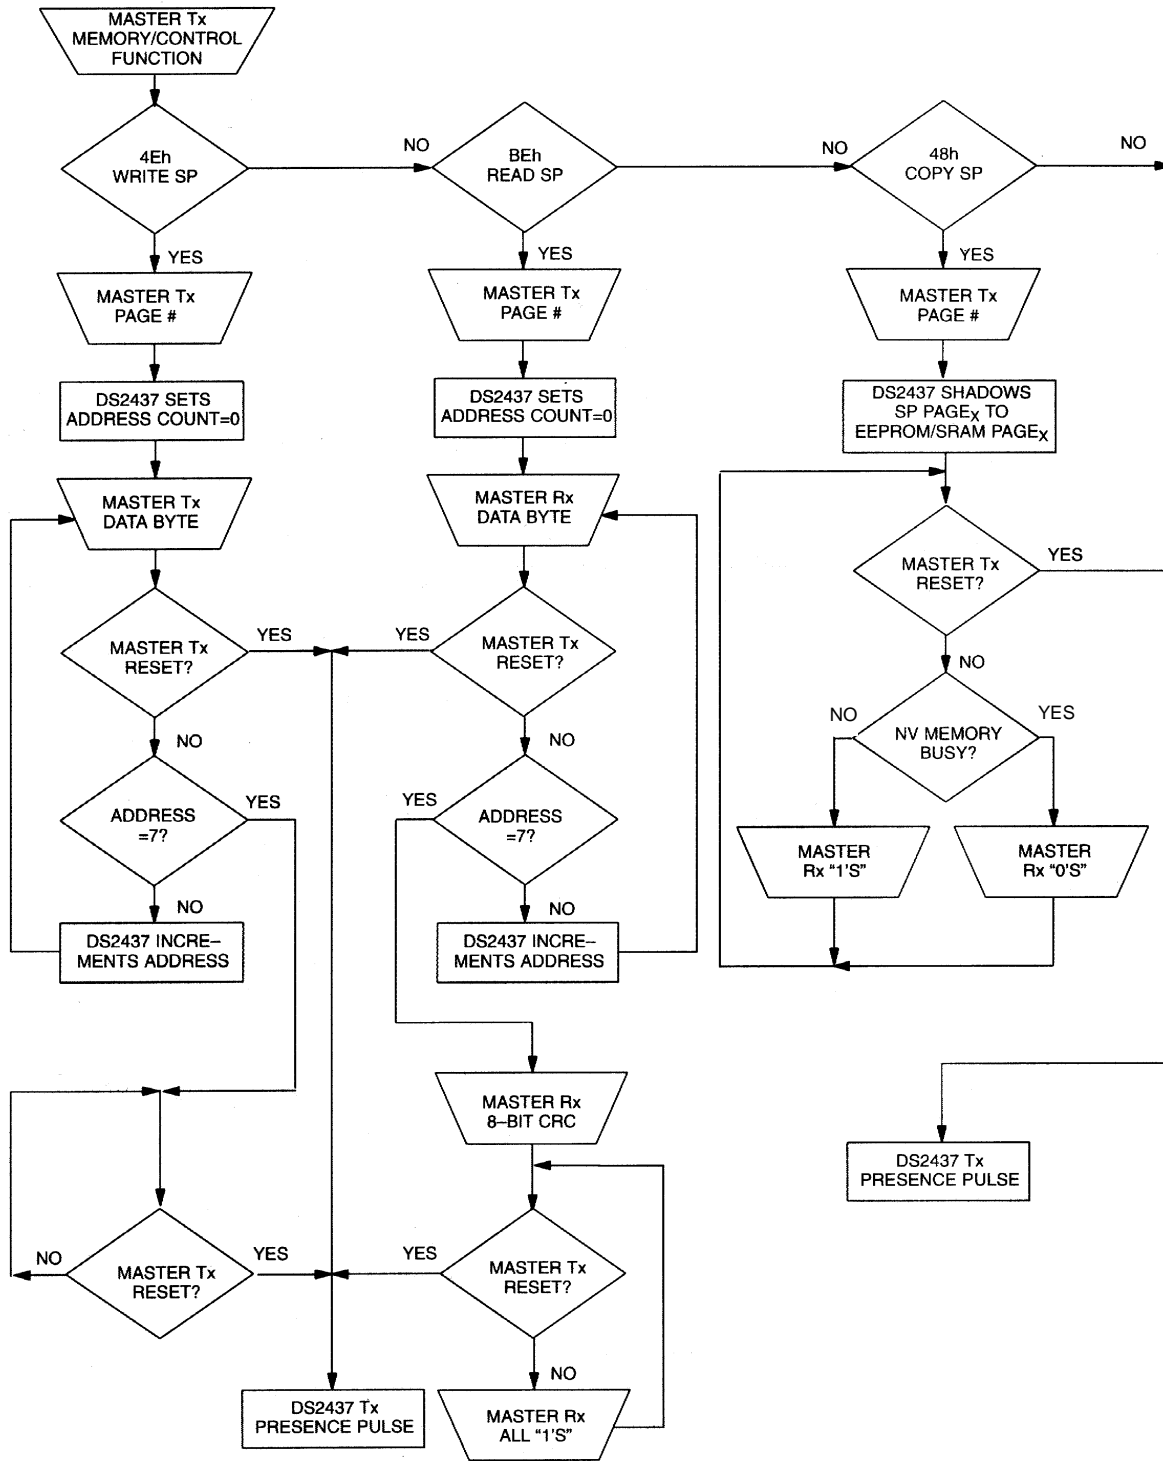 MASTER Tx
MEMORY/CONTROL
FUNCTION
4Eh
WRITE SP
NO
BEh
READ SP
NO
48h
COPY SP
NO
YES
YES
YES
MASTER Tx
PAGE #
MASTER Tx
PAGE #
MASTER Tx
PAGE #
DS2437 SETS
ADDRESS COUNT=0
DS2437 SETS
ADDRESS COUNT=0
DS2437 SHADOWS
SP PAGEX TO
EEPROM/SRAM PAGEX
MASTER Tx
DATA BYTE
MASTER Rx
DATA BYTE
MASTER Tx
RESET?
YES
MASTER Tx
RESET?
YES
YES
MASTER Tx
RESET?
NO
NO
NO
NO
NV MEMORY
BUSY?
YES
ADDRESS
=7?
YES
YES
ADDRESS
=7?
MASTER
Rx “1’S”
MASTER
Rx “0’S”
NO
NO
DS2437 INCRE–
MENTS ADDRESS
DS2437 INCRE–
MENTS ADDRESS
MASTER Rx
8–BIT CRC
DS2437 Tx
PRESENCE PULSE
NO
MASTER Tx
RESET?
YES
YES
MASTER Tx
RESET?
NO
DS2437 Tx
PRESENCE PULSE
MASTER Rx
ALL “1’S”